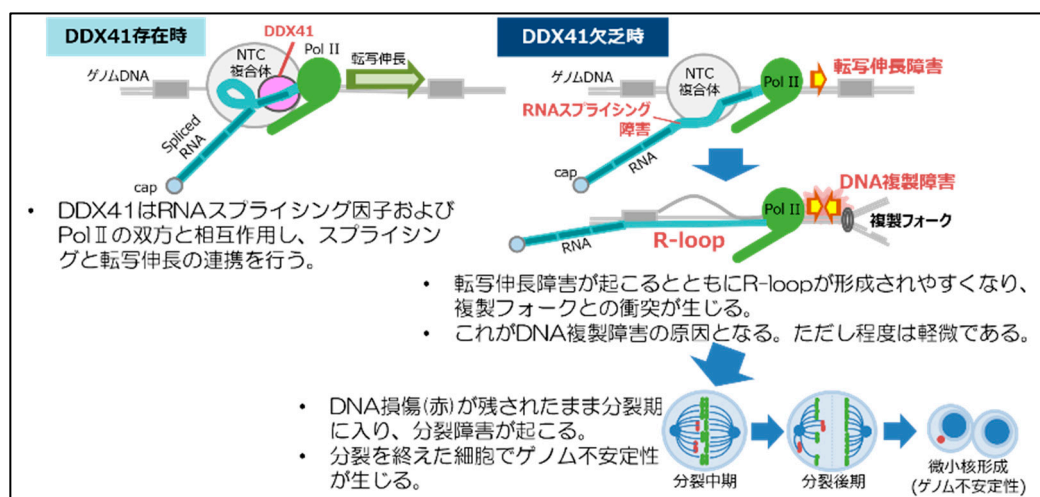 DDX41存在時
DDX41
NTC
複合体
Pol II
転写伸長
ゲノムDNA
Spliced
RNA
cap
• DDX41はRNAスプライシング因子および
PolⅡの双方と相互作用し、スプライシン
グと転写伸長の連携を行う。
DDX41欠乏時
ゲノムDNA
NTC
複合体
Pol II
転写伸長障害
RNAスプライシング
障害
RNA
cap
DNA複製障害
Pol II
複製フォーク
RNA
R-loop
• 転写伸長障害が起こるとともにR-loopが形成されやすくなり、
複製フォークとの衝突が生じる。
• これがDNA複製障害の原因となる。ただし程度は軽微である。
• DNA損傷(赤)が残されたまま分裂期
に入り、分裂障害が起こる。
• 分裂を終えた細胞でゲノム不安定性
が生じる。
分裂中期
分裂後期
微小核形成
(ゲノム不安定性)